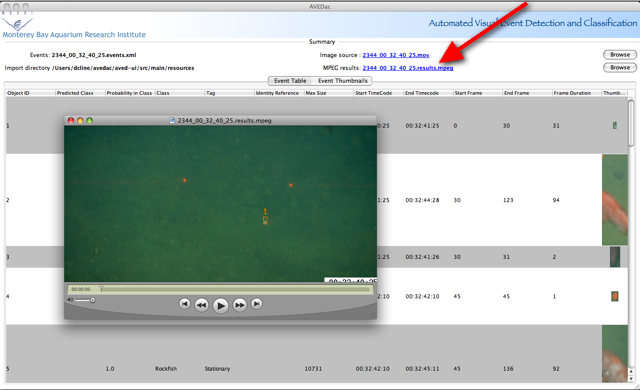 AVEDac
Monterey Bay Aquarium Research Institute
Automated Visual Event Detection and Classification
Summary
Events: 2344_00_32_40_25.events.xml
Image source : 2344_00_32_40_25.mov
Browse
Import directory /Users/dcline/avedac/aved-ui/src/main/resources
MPEG results: 2344_00_32_40_25.results.mpeg
Browse
Event Table
Event Thumbnails
Object ID Predicted Class Probability in Class Class Tag Identity Reference Max Size Start TimeCode End Timecode Start Frame End Frame Frame Duration Thumb...
1 0:25 00:32:41:25 0 30 31
2344_00_32_40_25.results.mpeg
1
2 1:25 00:32:44:28 30 123 94
3 1:25 00:32:41:26 30 31 2
00:32:40:25
00:00:00
4 2:10 00:32:42:10 45 45 1
5 1.0 Rockfish Stationary 10731 00:32:42:10 00:32:45:11 45 136 92